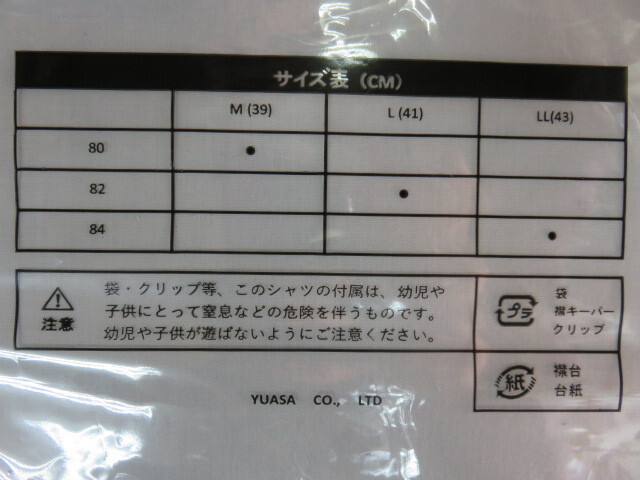 サイズ表（CM）
M (39) L (41) LL(43)
80 ●
82 ●
84 ●
袋・クリップ等、このシャツの付属は、幼児や
子供にとって窒息などの危険を伴うものです。
幼児や子供が遊ばないようにご注意ください。
注意
プラ
袋
襟キーパー
クリップ
紙
襟台
台紙
YUASA CO., LTD